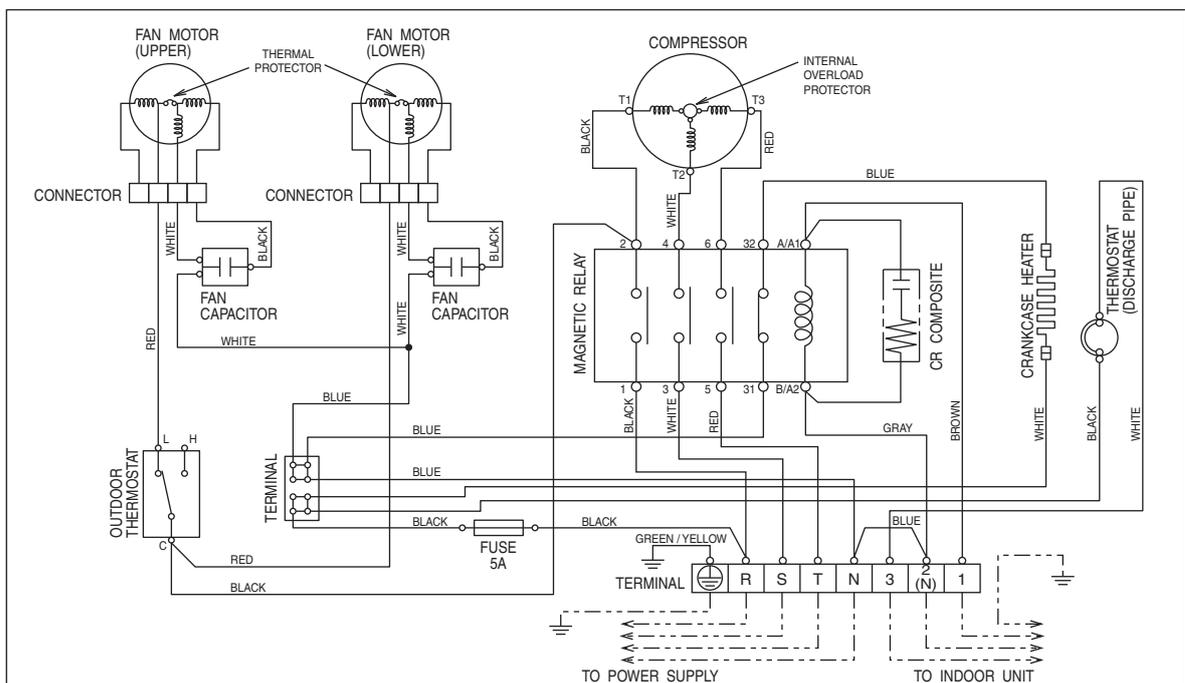 FAN MOTOR
(UPPER)
THERMAL
PROTECTOR
FAN MOTOR
(LOWER)
COMPRESSOR
INTERNAL
OVERLOAD
PROTECTOR
T1
T3
BLACK
RED
T2
CONNECTOR
CONNECTOR
WHITE
BLUE
WHITE
BLACK
WHITE
BLACK
2
4
6
32
A/A1
FAN
CAPACITOR
FAN
CAPACITOR
MAGNETIC RELAY
CR COMPOSITE
CRANKCASE HEATER
THERMOSTAT
(DISCHARGE PIPE)
RED
WHITE
WHITE
1
3
5
31
B/A2
BLUE
BLACK
WHITE
RED
GRAY
BROWN
WHITE
BLACK
WHITE
BLUE
L
H
OUTDOOR
THERMOSTAT
C
TERMINAL
BLUE
BLACK
FUSE
5A
BLACK
BLUE
GREEN / YELLOW
RED
BLACK
TERMINAL
R
S
T
N
3
2
(N)
1
TO POWER SUPPLY
TO INDOOR UNIT